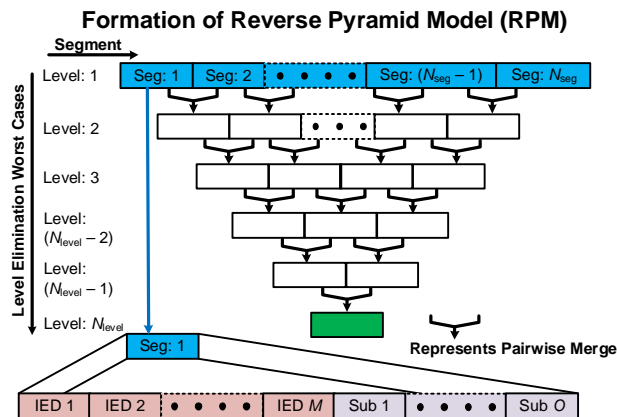 Formation of Reverse Pyramid Model (RPM)
Segment
Level Elimination Worst Cases
Level: 1
Seg: 1
Seg: 2
Seg: (Nseg – 1)
Seg: Nseg
Level: 2
Level: 3
Level:
(Nlevel – 2)
Level:
(Nlevel – 1)
Level: Nlevel
Seg: 1
Represents Pairwise Merge
IED 1
IED 2
IED M
Sub 1
Sub O